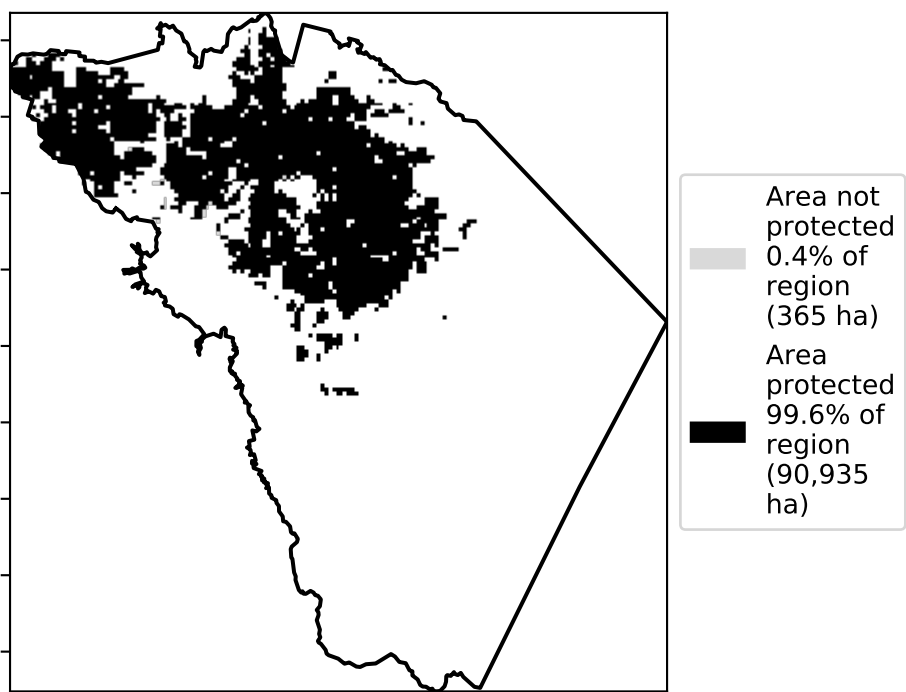 Area not
protected
0.4% of
region
(365 ha)
Area
protected
99.6% of
region
(90,935
ha)